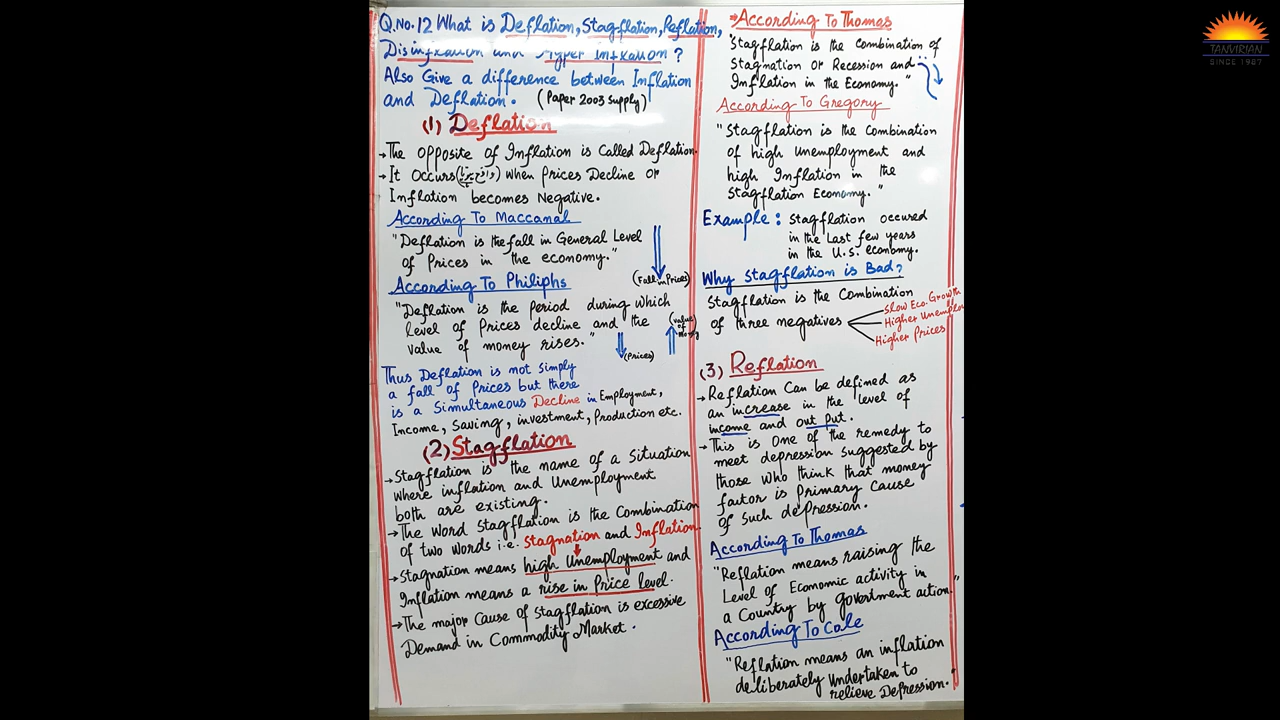 Q.No.12 What is Deflation, Stagflation, Reflation,
Disinflation and Hyper Inflation?
Also Give a difference between Inflation
and Deflation. (Paper 2003 supply)
(1) Deflation
→The opposite of Inflation is Called Deflation.
→It occurs() when Prices Decline or
Inflation becomes Negative.
According To Maccanal
"Deflation is the fall in General Level
of Prices in the economy."
(Fall in Prices)
According To Philiphs
"Deflation is the Period during which
level of Prices decline and the
value of money rises."
(Prices)
(value
of
money
Thus Deflation is not simply
a fall of Prices but there
is a Simultaneous Decline in Employment,
Income, Saving, investment, Production etc.
(2) Stagflation
→Stagflation is the name of a Situation
where inflation and Unemployment
both are existing.
→The word Stagflation is the Combination
of two words i.e. Stagnation and Inflation
→Stagnation means high Unemployment and
Inflation means a rise in Price level.
→The major Cause of Stagflation is excessive
Demand in Commodity Market.
→According To Thomas
"Stagflation is the combination of
Stagnation or Recession and
Inflation in the Economy."
According To Gregory
"Stagflation is the Combination
of high Unemployment and
high Inflation in the
Stagflation Economy."
Example: Stagflation occured
in the Last few years
in the U.S. economy.
Why Stagflation is Bad?
Stagflation is the Combination
of three negatives
Slow Eco. Growth
Higher Unemplo
Higher Prices
(3) Reflation
→Reflation Can be defined as
an increase in the level of
income and out put.
→This is one of the remedy to
meet depression suggested by
those who think that money
factor is Primary Cause
of such depression.
According To Thomas
"Reflation means raising the
Level of Economic activity in
a Country by goverment action."
According To Cole
"Reflation means an inflation
deliberately undertaken to
relieve Depression."
TANVIRIAN
SINCE 1987